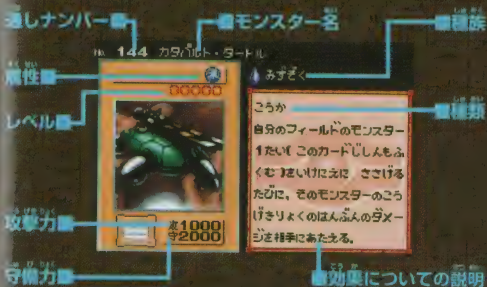 通しナンバー
モンスター名
種族
№ 144 カタパルト・タートル
属性
みずぞく
レベル
種類
こうか
自分のフィールドのモンスター
1たい(このカードじしんもふ
くむ)をいけにえに ささげる
たびに、そのモンスターのこう
げきりょくのはんぶんのダメー
ジを相手にあたえる。
攻撃力
攻1000
守2000
守備力
効果についての説明